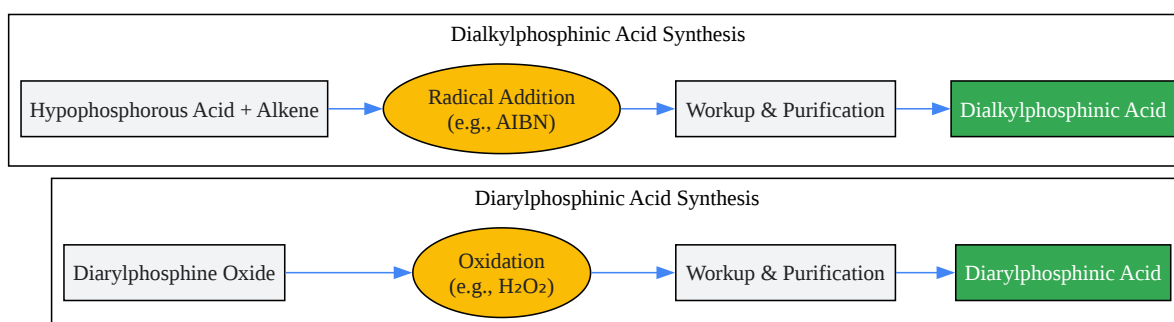 Dialkylphosphinic Acid Synthesis
Hypophosphorous Acid + Alkene
Radical Addition
(e.g., AIBN)
Workup & Purification
Dialkylphosphinic Acid
Diarylphosphinic Acid Synthesis
Diarylphosphine Oxide
Oxidation
(e.g., H₂O₂)
Workup & Purification
Diarylphosphinic Acid